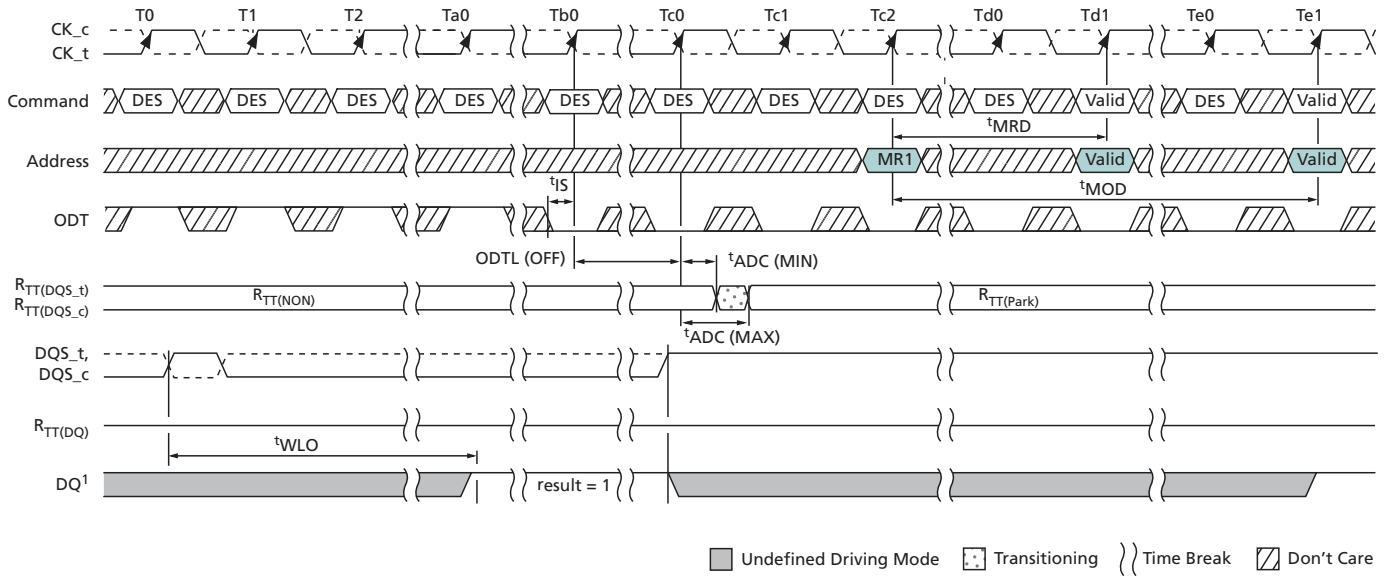 T0 T1 T2 Ta0 Tb0 Tc0 Tc1 Tc2 Td0 Td1 Te0 Te1
CK_c
CK_t
Command DES DES DES DES DES DES DES DES DES Valid DES Valid
tMRD
Address MR1 Valid Valid
tIS tMOD
ODT
ODTL (OFF) tADC (MIN)
RTT(DQS_t)
RTT(NON) RTT(Park)
RTT(DQS_c)
tADC (MAX)
DQS_t,
DQS_c
RTT(DQ)
tWLO
DQ1 result = 1
Undefined Driving Mode Transitioning Time Break Don't Care